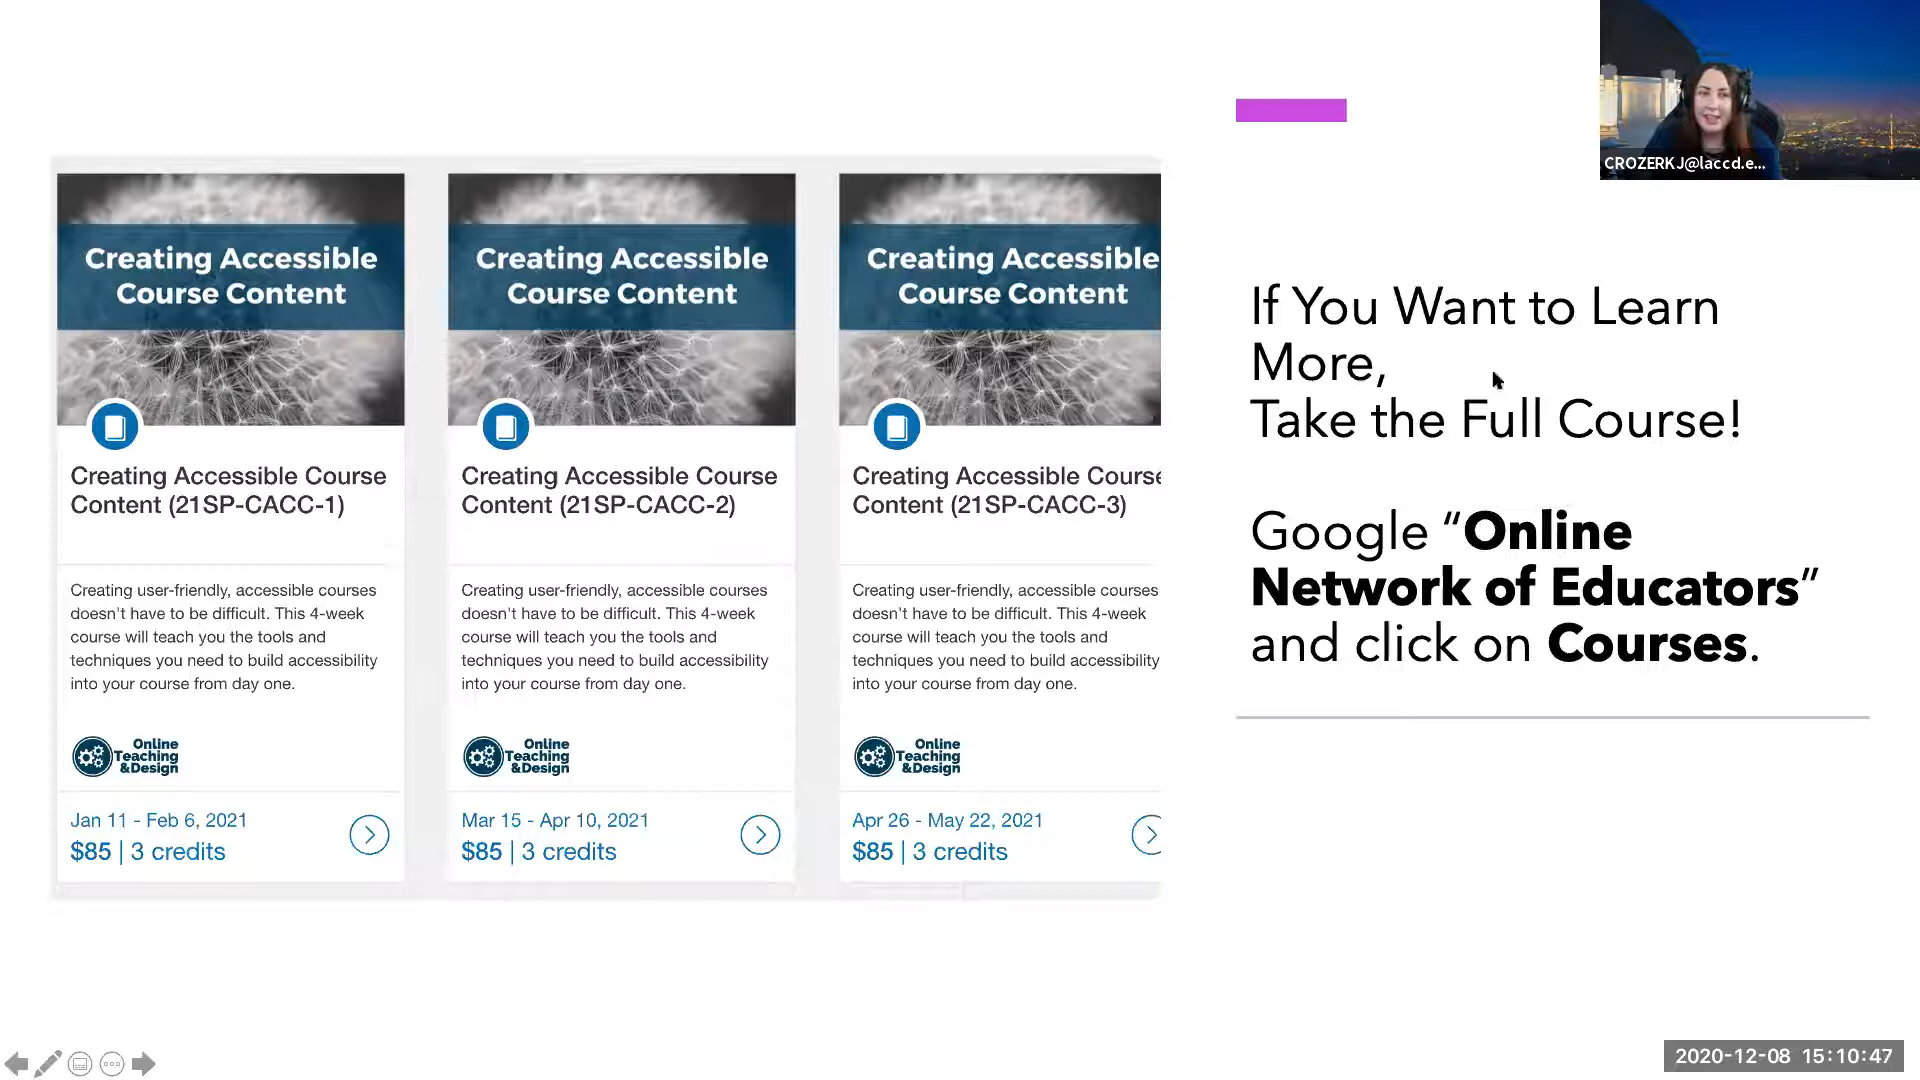 CROZERKJ@laccd.e...
Creating Accessible
Course Content
Creating Accessible Course
Content (21SP-CACC-1)
Creating user-friendly, accessible courses
doesn't have to be difficult. This 4-week
course will teach you the tools and
techniques you need to build accessibility
into your course from day one.
Online
Teaching
&Design
Jan 11 - Feb 6, 2021
$85 | 3 credits
Creating Accessible
Course Content
Creating Accessible Course
Content (21SP-CACC-2)
Creating user-friendly, accessible courses
doesn't have to be difficult. This 4-week
course will teach you the tools and
techniques you need to build accessibility
into your course from day one.
Online
Teaching
&Design
Mar 15 - Apr 10, 2021
$85 | 3 credits
Creating Accessible
Course Content
Creating Accessible Course
Content (21SP-CACC-3)
Creating user-friendly, accessible courses
doesn't have to be difficult. This 4-week
course will teach you the tools and
techniques you need to build accessibility
into your course from day one.
Online
Teaching
&Design
Apr 26 - May 22, 2021
$85 | 3 credits
If You Want to Learn
More,
Take the Full Course!
Google “Online
Network of Educators”
and click on Courses.
2020-12-08 15:10:47